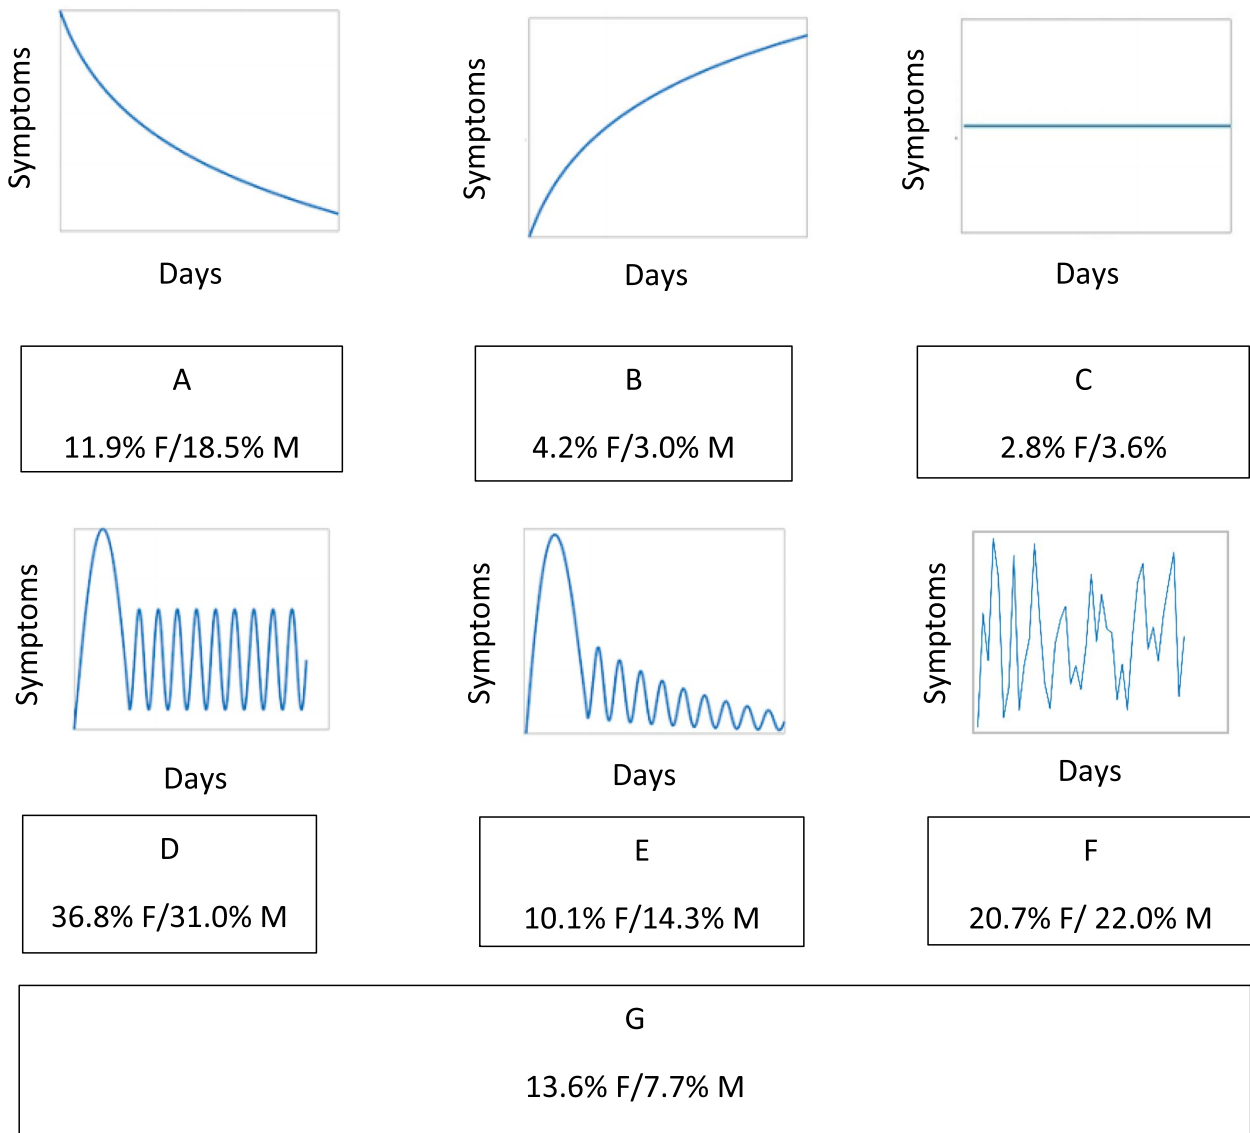 Symptoms
Days
Symptoms
Days
Symptoms
Days
A
11.9% F/18.5% M
B
4.2% F/3.0% M
C
2.8% F/3.6%
Symptoms
Days
Symptoms
Days
Symptoms
Days
D
36.8% F/31.0% M
E
10.1% F/14.3% M
F
20.7% F/ 22.0% M
G
13.6% F/7.7% M